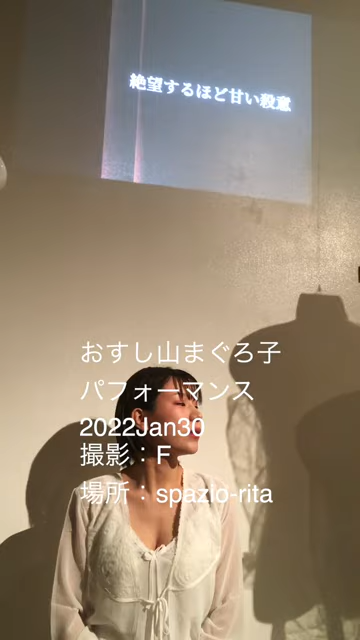 絶望するほど甘い殺意
おすし山まぐろ子
パフォーマンス
2022Jan30
撮影：F
場所：spazio-rita